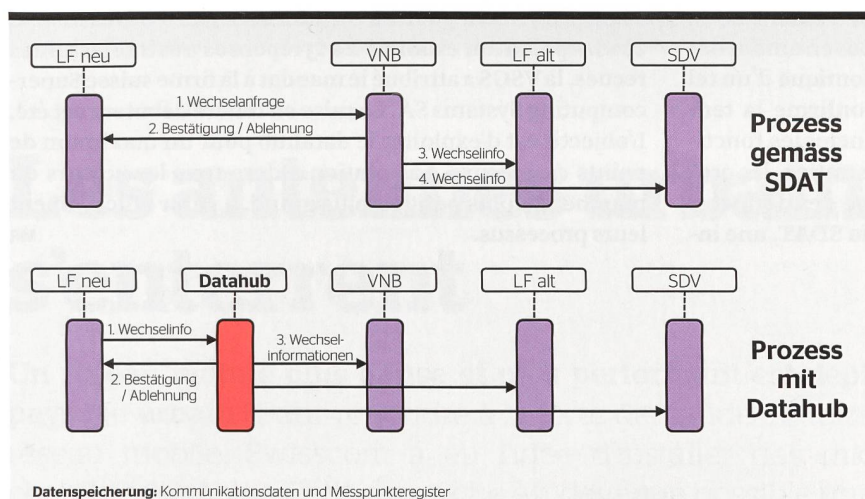 LF neu
VNB
LF alt
SDV
1. Wechselanfrage
2. Bestätigung / Ablehnung
3. Wechselinfo
4. Wechselinfo
Prozess
gemäss
SDAT
LF neu
Datahub
VNB
LF alt
SDV
1. Wechselinfo
3. Wechsel-
informationen
2. Bestätigung
/ Ablehnung
Prozess
mit
Datahub
Datenspeicherung: Kommunikationsdaten und Messpunkteregister